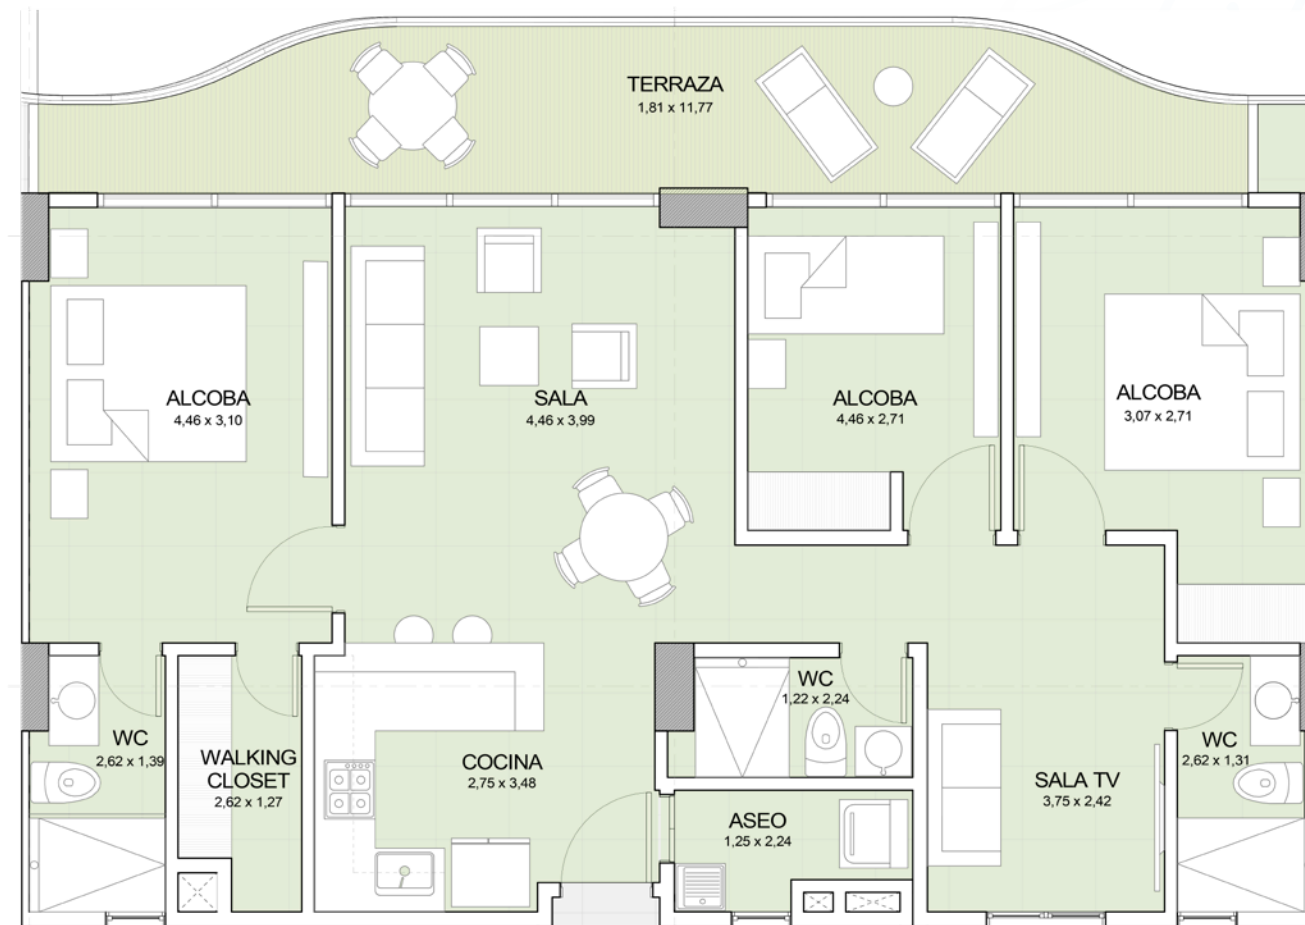 TERRAZA
1,81 x 11,77
ALCOBA
4,46 x 3,10
SALA
4,46 x 3,99
ALCOBA
4,46 x 2,71
ALCOBA
3,07 x 2,71
WC
2,62 x 1,39
WALKING
CLOSET
2,62 x 1,27
COCINA
2,75 x 3,48
WC
1,22 x 2,24
ASEO
1,25 x 2,24
SALA TV
3,75 x 2,42
WC
2,62 x 1,31